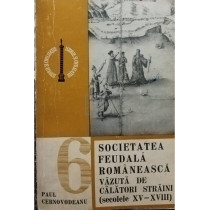 6
SOCIETATEA
FEUDALĂ
ROMÂNEASCĂ
VĂZUTĂ DE
CĂLĂTORI STRĂINI
(secolele XV—XVIII)
PAUL
CERNOVODEANU